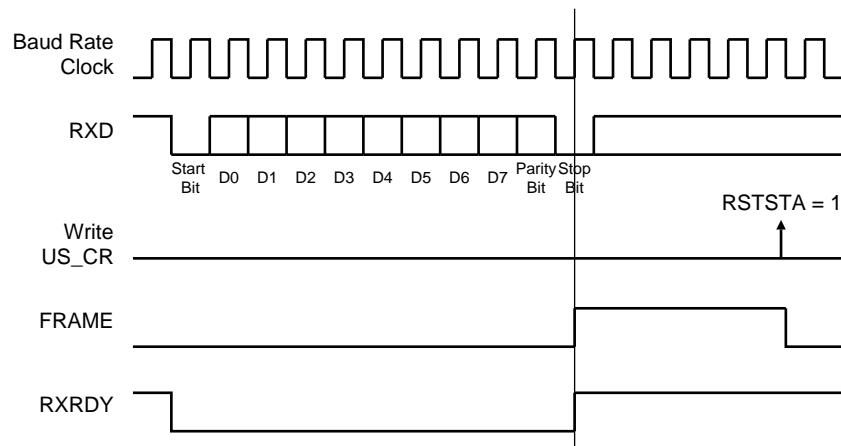 Baud Rate
Clock
RXD
Start
Bit
D0
D1
D2
D3
D4
D5
D6
D7
Parity
Bit
Stop
Bit
RSTSTA = 1
Write
US_CR
FRAME
RXRDY